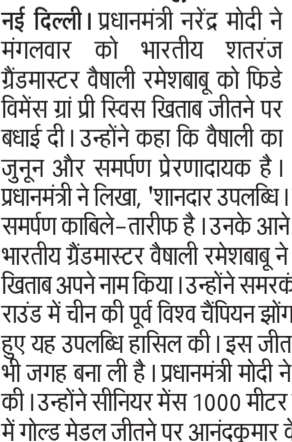 नई दिल्ली। प्रधानमंत्री नरेंद्र मोदी ने
मंगलवार को भारतीय शतरंज
ग्रैंडमास्टर वैषाली रमेशबाबू को फिडे
विमेंस ग्रां प्री स्विस खिताब जीतने पर
बधाई दी। उन्होंने कहा कि वैषाली का
जुनून और समर्पण प्रेरणादायक है।
प्रधानमंत्री ने लिखा, 'शानदार उपलब्धि।
समर्पण काबिले-तारीफ है। उनके आने
भारतीय ग्रैंडमास्टर वैषाली रमेशबाबू ने
खिताब अपने नाम किया। उन्होंने समरकं
राउंड में चीन की पूर्व विश्व चैंपियन झोंग
हुए यह उपलब्धि हासिल की। इस जीत
भी जगह बना ली है। प्रधानमंत्री मोदी ने
की। उन्होंने सीनियर मेंस 1000 मीटर
में गोल्ड मेडल जीतने पर आनंदकुमार वे